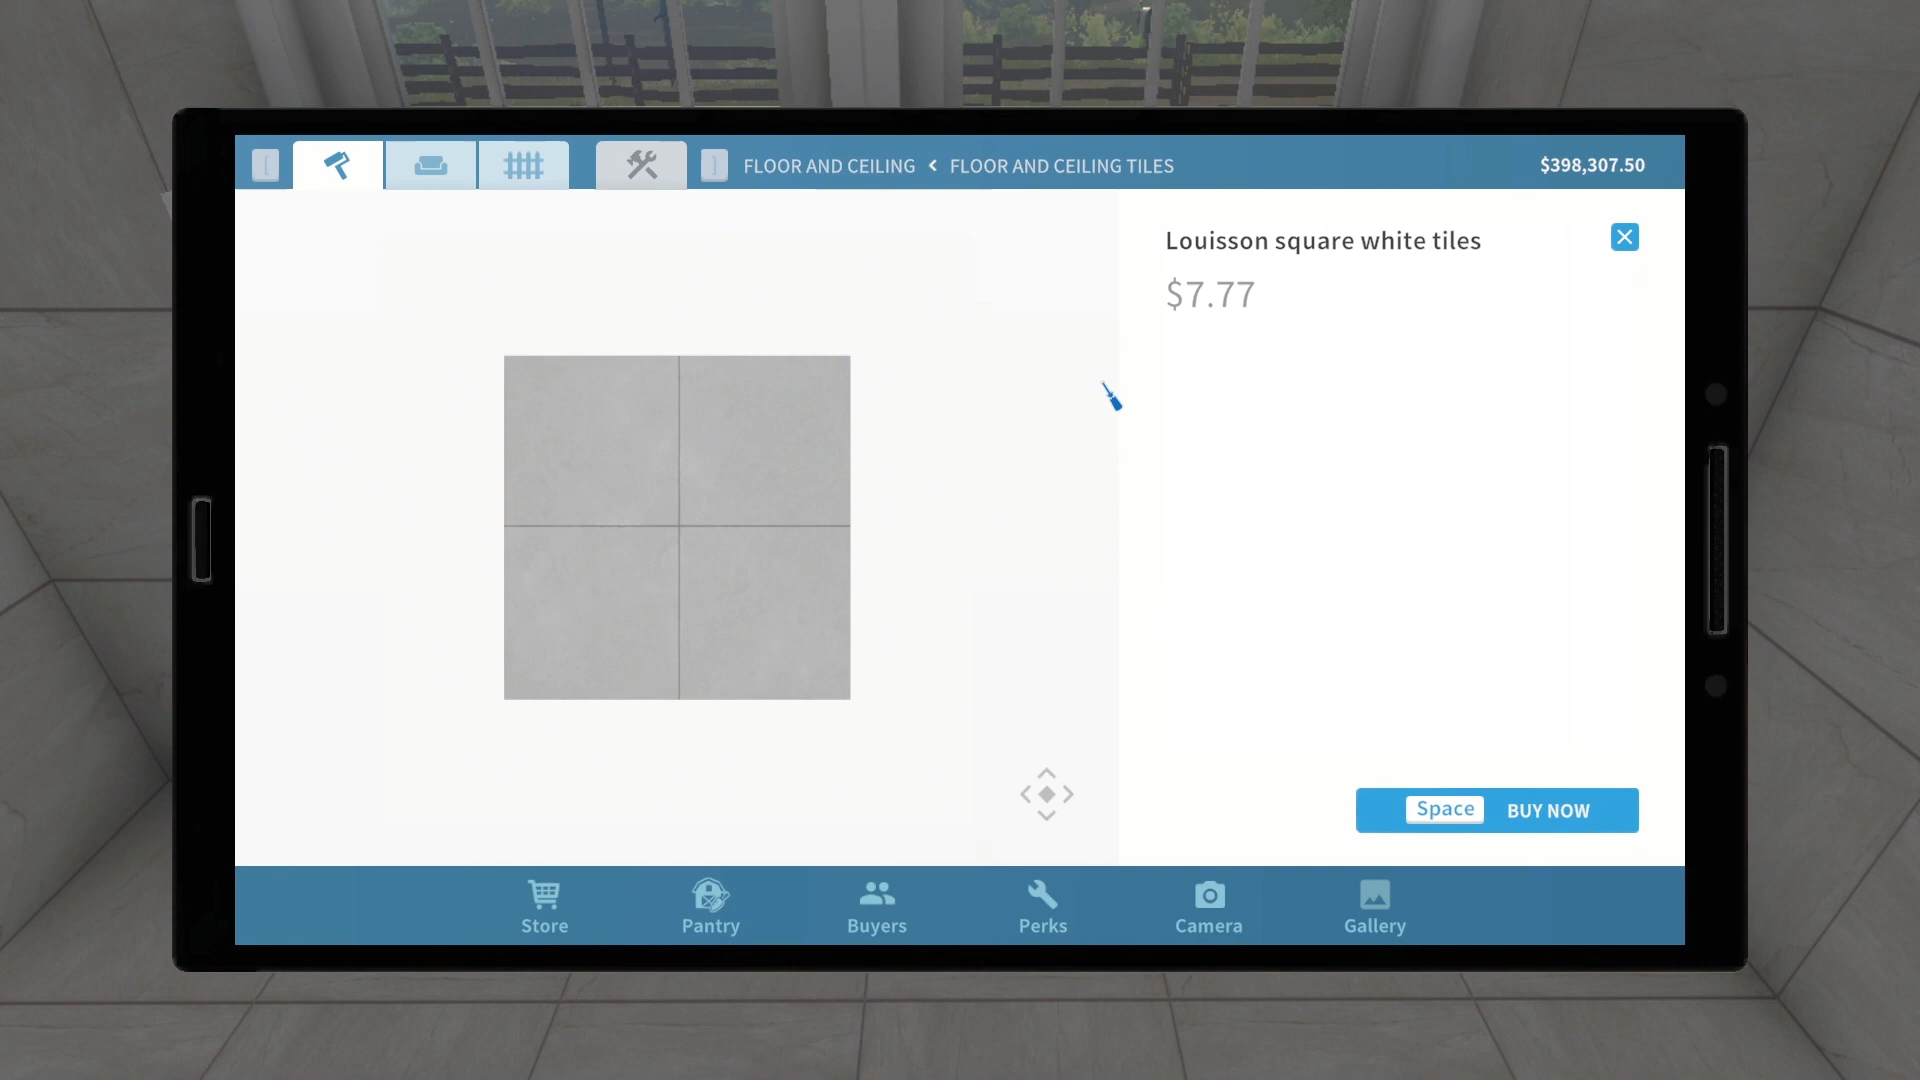 [
]
FLOOR AND CEILING < FLOOR AND CEILING TILES
$398,307.50
Louisson square white tiles
$7.77
Space BUY NOW
Store
Pantry
Buyers
Perks
Camera
Gallery